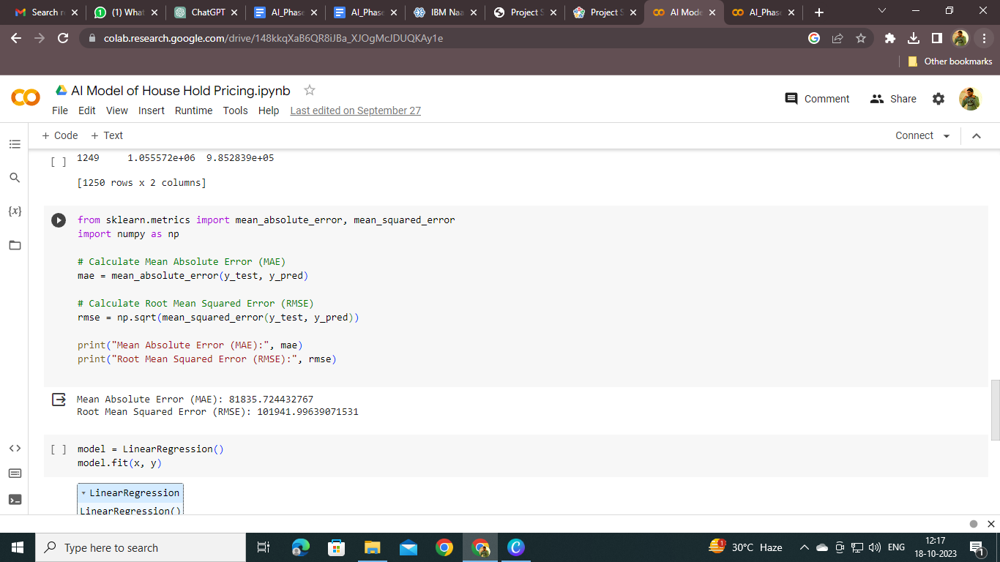 Search r
(1) What
ChatGPT
AI_Phase
AI_Phase
IBM Naa
Project S
Project S
AI Mode
AI_Phase
colab.research.google.com/drive/148kkqXaB6QR8iJBa_XJOgMcJDUQKAy1e
Other bookmarks
AI Model of House Hold Pricing.ipynb
Comment
Share
File Edit View Insert Runtime Tools Help Last edited on September 27
+ Code + Text
Connect
[ ] 1249 1.055572e+06 9.852839e+05
[1250 rows x 2 columns]
{x}
from sklearn.metrics import mean_absolute_error, mean_squared_error
import numpy as np
# Calculate Mean Absolute Error (MAE)
mae = mean_absolute_error(y_test, y_pred)
# Calculate Root Mean Squared Error (RMSE)
rmse = np.sqrt(mean_squared_error(y_test, y_pred))
print("Mean Absolute Error (MAE):", mae)
print("Root Mean Squared Error (RMSE):", rmse)
Mean Absolute Error (MAE): 81835.724432767
Root Mean Squared Error (RMSE): 101941.99639071531
[ ] model = LinearRegression()
model.fit(x, y)
LinearRegression
LinearRegression()
Type here to search
1
30°C Haze
ENG
12:17
18-10-2023
1